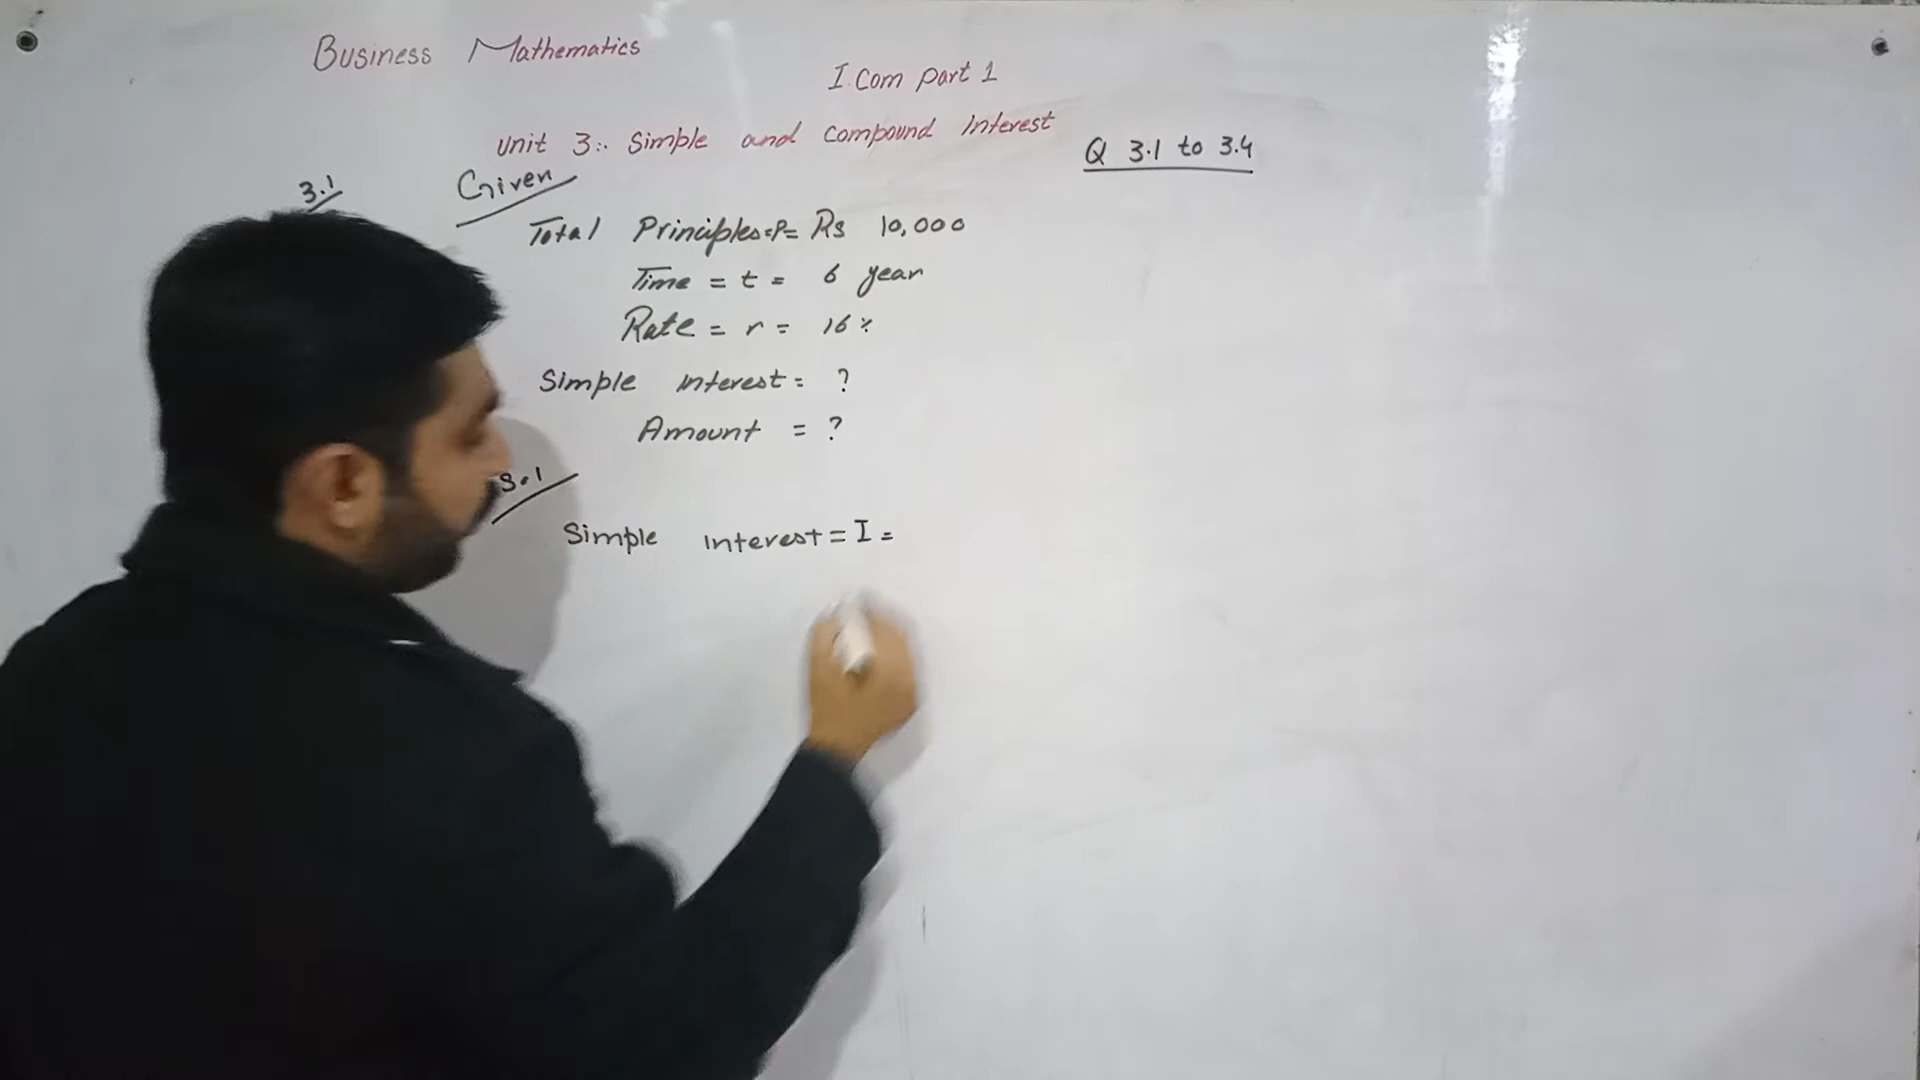 Business Mathematics
I.Com part 1
Unit 3:. Simple and Compound Interest
Q 3.1 to 3.4
3.1
Given
Total Principles=P= Rs 10,000
Time = t = 6 year
Rate = r = 16%
Simple interest = ?
Amount = ?
Simple interest = I =